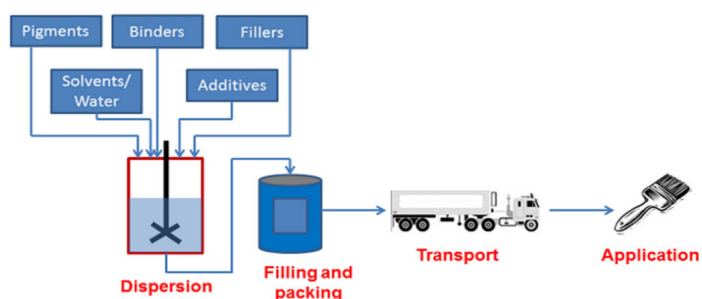 Pigments
Binders
Fillers
Solvents/
Water
Additives
Dispersion
Filling and
packing
Transport
Application